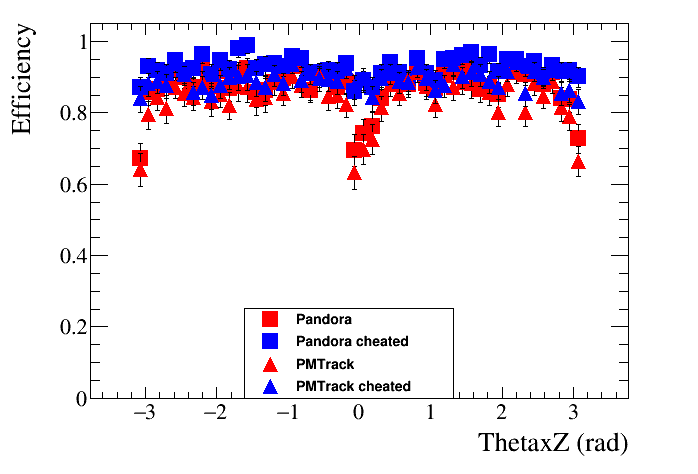 Efficiency
1
0.8
0.6
0.4
0.2
0
Pandora
Pandora cheated
PMTrack
PMTrack cheated
−3 −2 −1 0 1 2 3
ThetaxZ (rad)